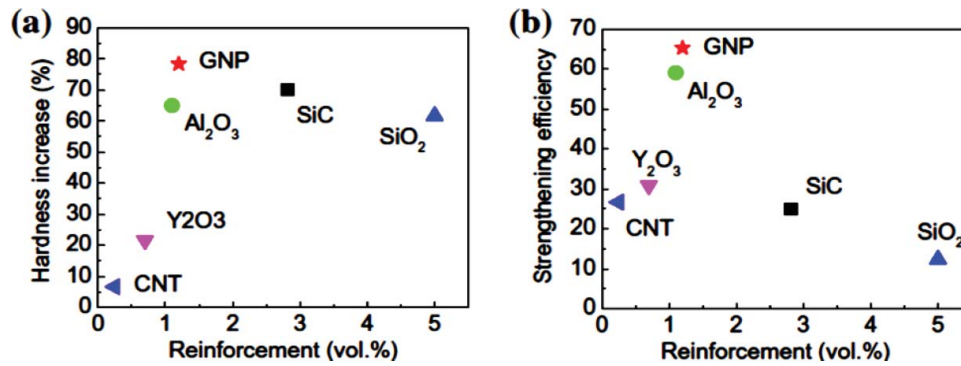 (a)
Hardness increase (%)
90
80
70
60
50
40
30
20
10
0
GNP
Al₂O₃
SiC
SiO₂
Y2O3
CNT
0 1 2 3 4 5
Reinforcement (vol.%)
(b)
Strengthening efficiency
70
60
50
40
30
20
10
0
GNP
Al₂O₃
Y₂O₃
SiC
CNT
SiO₂
0 1 2 3 4 5
Reinforcement (vol.%)